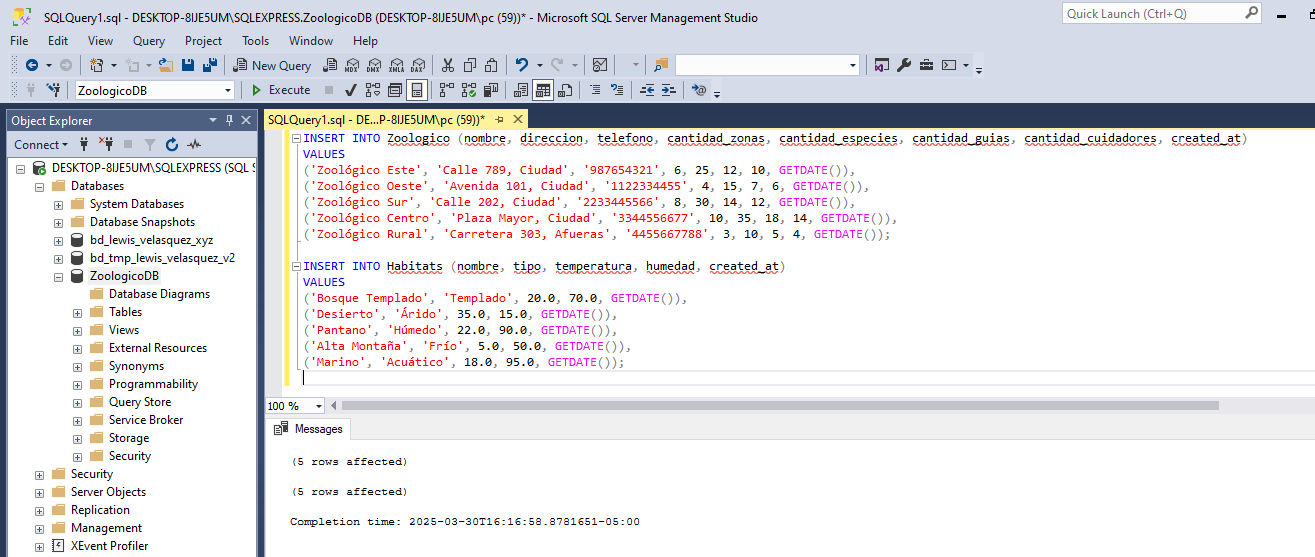 SQLQuery1.sql - DESKTOP-8IJE5UM\SQLEXPRESS.ZoologicoDB (DESKTOP-8IJE5UM\pc (59))* - Microsoft SQL Server Management Studio
Quick Launch (Ctrl+Q)
File Edit View Query Project Tools Window Help
New Query MDX DMX XMLA DAX
ZoologicoDB Execute
Object Explorer
SQLQuery1.sql - DE...P-8IJE5UM\pc (59))*
Connect
DESKTOP-8IJE5UM\SQLEXPRESS (SQL S
Databases
System Databases
Database Snapshots
bd_lewis_velasquez_xyz
bd_tmp_lewis_velasquez_v2
ZoologicoDB
Database Diagrams
Tables
Views
External Resources
Synonyms
Programmability
Query Store
Service Broker
Storage
Security
Security
Server Objects
Replication
Management
XEvent Profiler
INSERT INTO Zoologico (nombre, direccion, telefono, cantidad_zonas, cantidad_especies, cantidad_guias, cantidad_cuidadores, created_at)
VALUES
('Zoológico Este', 'Calle 789, Ciudad', '987654321', 6, 25, 12, 10, GETDATE()),
('Zoológico Oeste', 'Avenida 101, Ciudad', '1122334455', 4, 15, 7, 6, GETDATE()),
('Zoológico Sur', 'Calle 202, Ciudad', '2233445566', 8, 30, 14, 12, GETDATE()),
('Zoológico Centro', 'Plaza Mayor, Ciudad', '3344556677', 10, 35, 18, 14, GETDATE()),
('Zoológico Rural', 'Carretera 303, Afueras', '4455667788', 3, 10, 5, 4, GETDATE());
INSERT INTO Habitats (nombre, tipo, temperatura, humedad, created_at)
VALUES
('Bosque Templado', 'Templado', 20.0, 70.0, GETDATE()),
('Desierto', 'Árido', 35.0, 15.0, GETDATE()),
('Pantano', 'Húmedo', 22.0, 90.0, GETDATE()),
('Alta Montaña', 'Frío', 5.0, 50.0, GETDATE()),
('Marino', 'Acuático', 18.0, 95.0, GETDATE());
100 %
Messages
(5 rows affected)
(5 rows affected)
Completion time: 2025-03-30T16:16:58.8781651-05:00